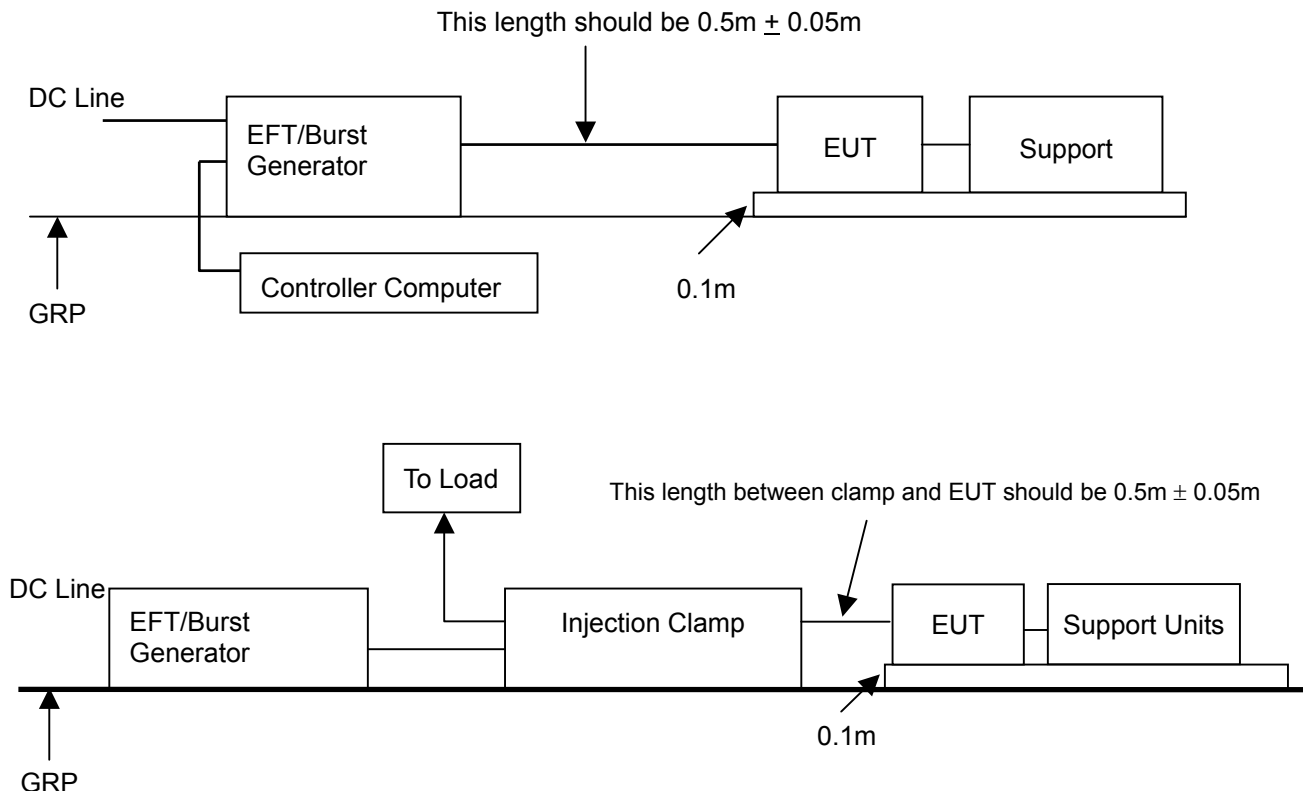 This length should be 0.5m ± 0.05m
DC Line
EFT/Burst
Generator
EUT
Support
Controller Computer
0.1m
GRP
To Load
This length between clamp and EUT should be 0.5m ± 0.05m
DC Line
EFT/Burst
Generator
Injection Clamp
EUT
Support Units
0.1m
GRP